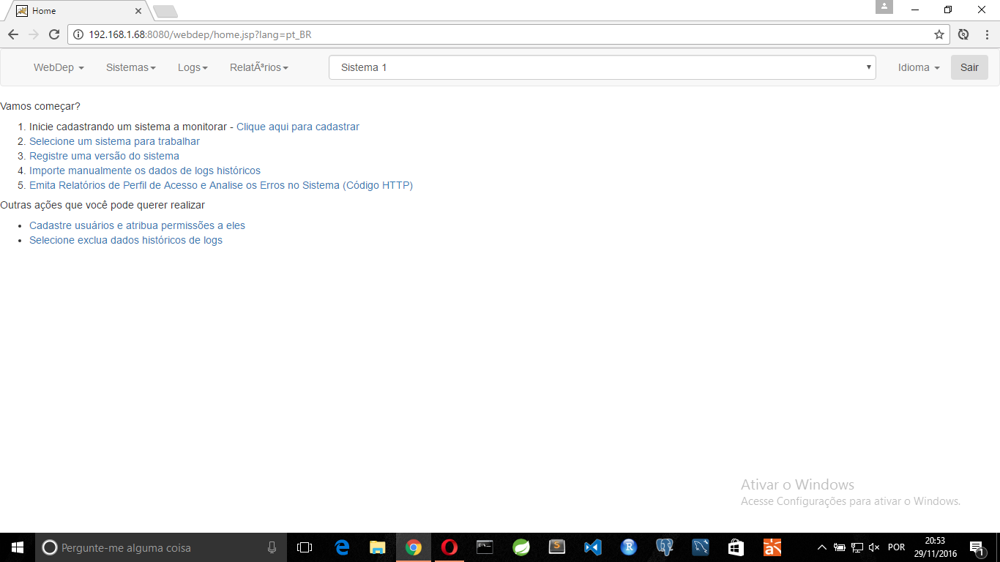 Home
192.168.1.68:8080/webdep/home.jsp?lang=pt_BR
WebDep Sistemas Logs RelatÃ³rios Sistema 1 Idioma Sair
Vamos começar?
1. Inicie cadastrando um sistema a monitorar - Clique aqui para cadastrar
2. Selecione um sistema para trabalhar
3. Registre uma versão do sistema
4. Importe manualmente os dados de logs históricos
5. Emita Relatórios de Perfil de Acesso e Analise os Erros no Sistema (Código HTTP)
Outras ações que você pode querer realizar
• Cadastre usuários e atribua permissões a eles
• Selecione exclua dados históricos de logs
Ativar o Windows
Acesse Configurações para ativar o Windows.
Pergunte-me alguma coisa
POR
20:53
29/11/2016
1